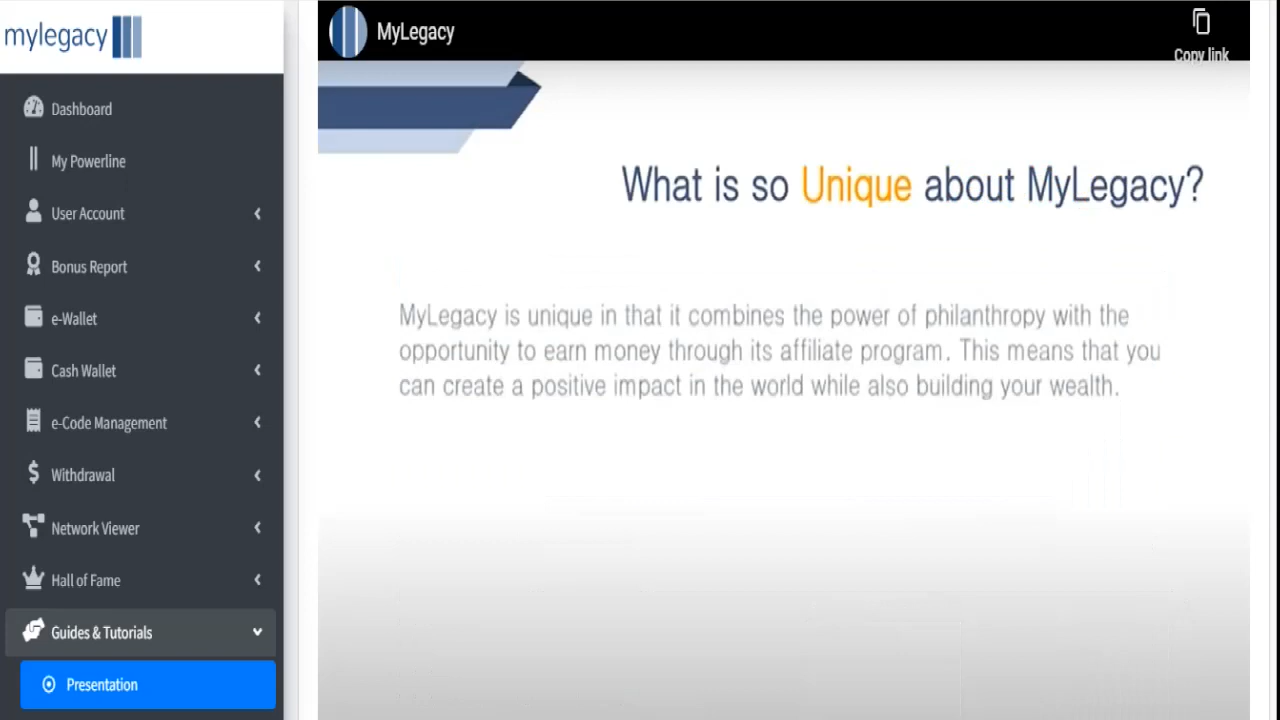 mylegacy
Dashboard
My Powerline
User Account
Bonus Report
e-Wallet
Cash Wallet
e-Code Management
Withdrawal
Network Viewer
Hall of Fame
Guides & Tutorials
Presentation
MyLegacy
Copy link
What is so Unique about MyLegacy?
MyLegacy is unique in that it combines the power of philanthropy with the
opportunity to earn money through its affiliate program. This means that you
can create a positive impact in the world while also building your wealth.